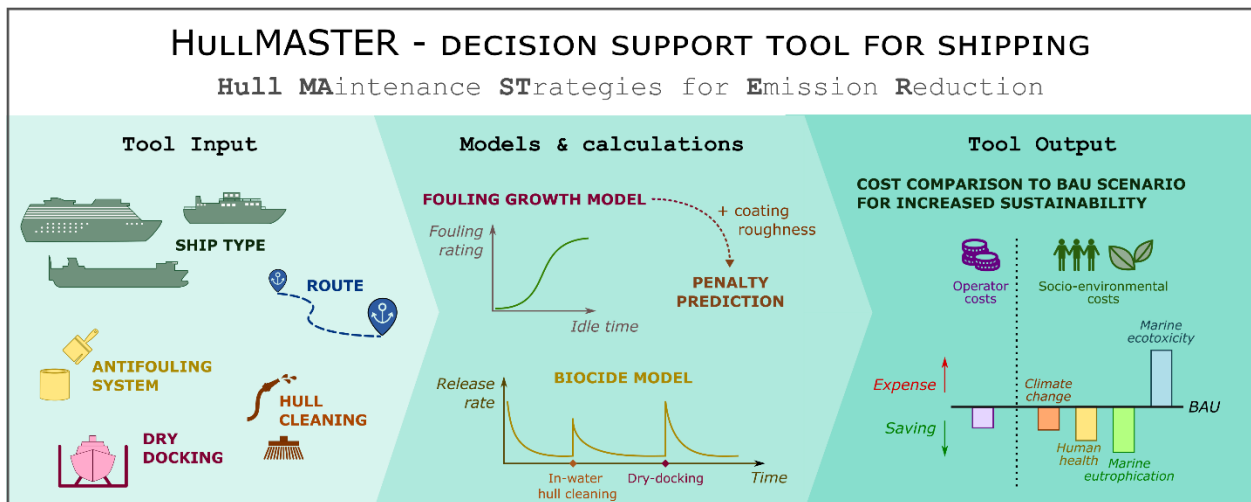 HullMASTER - DECISION SUPPORT TOOL FOR SHIPPING
Hull MAintenance STrategies for Emission Reduction
Tool Input
SHIP TYPE
ROUTE
ANTIFOULING
SYSTEM
HULL
CLEANING
DRY
DOCKING
Models & calculations
FOULING GROWTH MODEL
+ coating
roughness
Fouling
rating
Idle time
PENALTY
PREDICTION
BIOCIDE MODEL
Release
rate
In-water
hull cleaning
Dry-docking
Time
Tool Output
COST COMPARISON TO BAU SCENARIO
FOR INCREASED SUSTAINABILITY
Operator
costs
Socio-environmental
costs
Marine
ecotoxicity
Expense
Climate
change
BAU
Saving
Human
health
Marine
eutrophication